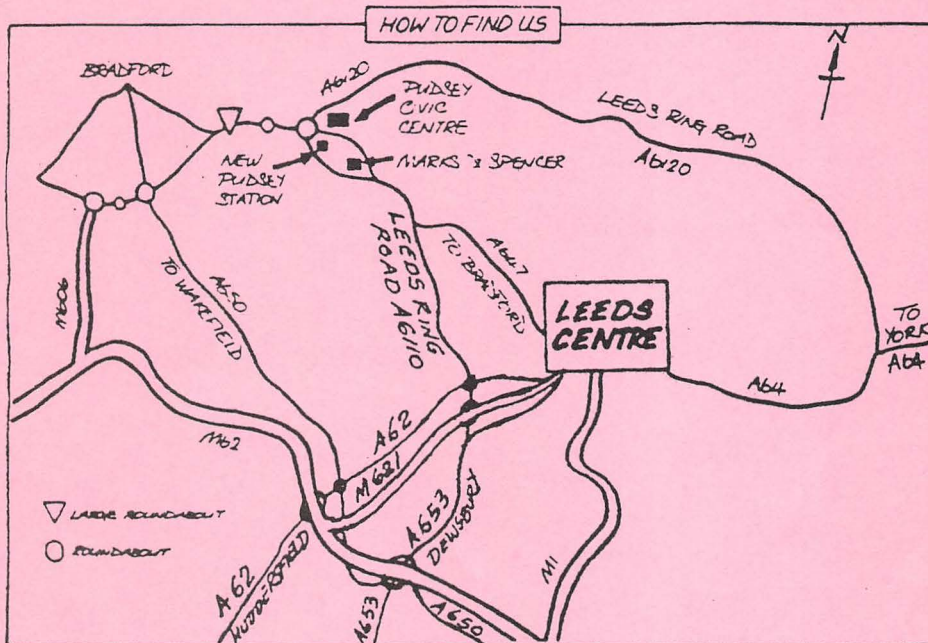 HOW TO FIND US
N
BRADFORD
A6120
PUDSEY
CIVIC
CENTRE
LEEDS RING ROAD
A6120
NEW
PUDSEY
STATION
MARKS & SPENCER
LEEDS RING
ROAD A6110
A647
TO BRADFORD
M606
A650
TO WAKEFIELD
LEEDS
CENTRE
TO
YORK
A64
A64
M62
A62
M621
LARGE ROUNDABOUT
ROUNDABOUT
A62
HUDDERSFIELD
A653
DEWSBURY
M1
A653
A650